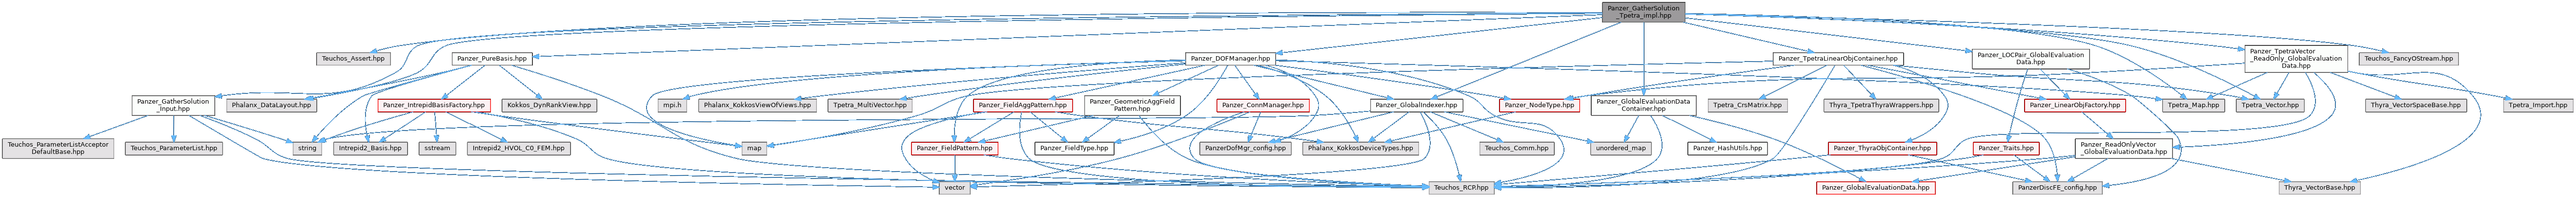 Panzer_GatherSolution
_Tpetra_impl.hpp
Teuchos_Assert.hpp
Panzer_PureBasis.hpp
Panzer_DOFManager.hpp
Panzer_TpetraLinearObjContainer.hpp
Panzer_LOCPair_GlobalEvaluation
Data.hpp
Panzer_TpetraVector
_ReadOnly_GlobalEvaluation
Data.hpp
Teuchos_FancyOStream.hpp
Panzer_GatherSolution
_Input.hpp
Phalanx_DataLayout.hpp
Panzer_IntrepidBasisFactory.hpp
Kokkos_DynRankView.hpp
mpi.h
Phalanx_KokkosViewOfViews.hpp
Tpetra_MultiVector.hpp
Panzer_FieldAggPattern.hpp
Panzer_GeometricAggField
Pattern.hpp
Panzer_ConnManager.hpp
Panzer_GlobalIndexer.hpp
Panzer_NodeType.hpp
Panzer_GlobalEvaluationData
Container.hpp
Tpetra_CrsMatrix.hpp
Thyra_TpetraThyraWrappers.hpp
Panzer_LinearObjFactory.hpp
Tpetra_Map.hpp
Tpetra_Vector.hpp
Thyra_VectorSpaceBase.hpp
Tpetra_Import.hpp
Teuchos_ParameterListAcceptor
DefaultBase.hpp
Teuchos_ParameterList.hpp
string
Intrepid2_Basis.hpp
sstream
Intrepid2_HVOL_C0_FEM.hpp
map
Panzer_FieldPattern.hpp
Panzer_FieldType.hpp
PanzerDofMgr_config.hpp
Phalanx_KokkosDeviceTypes.hpp
Teuchos_Comm.hpp
unordered_map
Panzer_HashUtils.hpp
Panzer_ThyraObjContainer.hpp
Panzer_Traits.hpp
Panzer_ReadOnlyVector
_GlobalEvaluationData.hpp
vector
Teuchos_RCP.hpp
Panzer_GlobalEvaluationData.hpp
PanzerDiscFE_config.hpp
Thyra_VectorBase.hpp